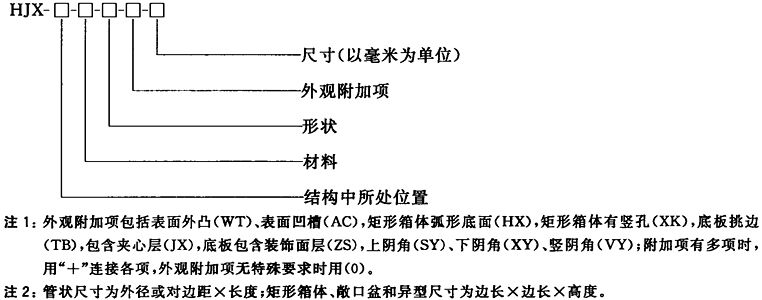 HJX-□-□-□-□-□
尺寸(以毫米为单位)
外观附加项
形状
材料
结构中所处位置
注 1: 外观附加项包括表面外凸(WT)、表面凹槽(AC),矩形箱体弧形底面(HX),矩形箱体有竖孔(XK),底板挑边
(TB),包含夹心层(JX),底板包含装饰面层(ZS),上阴角(SY)、下阴角(XY)、竖阴角(VY);附加项有多项时,
用“+”连接各项,外观附加项无特殊要求时用(0)。
注 2: 管状尺寸为外径或对边距×长度;矩形箱体、敞口盆和异型尺寸为边长×边长×高度。